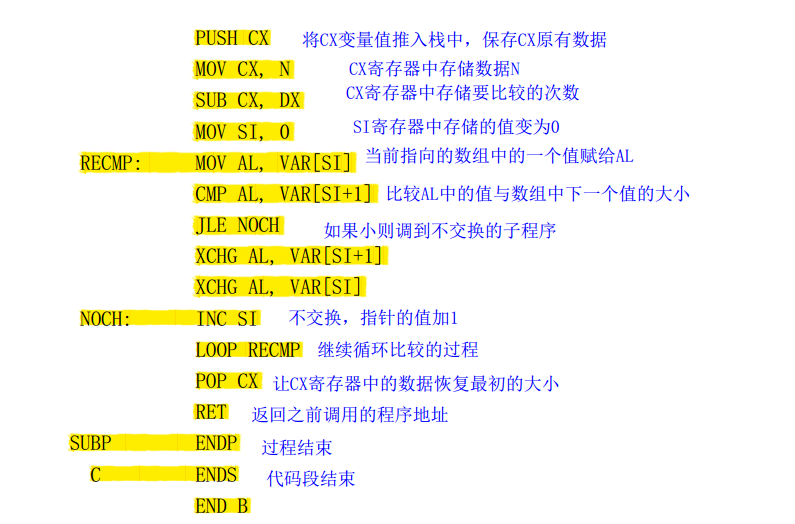 PUSH CX 将CX变量值推入栈中，保存CX原有数据
MOV CX, N CX寄存器中存储数据N
SUB CX, DX CX寄存器中存储要比较的次数
MOV SI, 0 SI寄存器中存储的值变为0
RECMP: MOV AL, VAR[SI] 当前指向的数组中的一个值赋给AL
CMP AL, VAR[SI+1] 比较AL中的值与数组中下一个值的大小
JLE NOCH 如果小则调到不交换的子程序
XCHG AL, VAR[SI+1]
XCHG AL, VAR[SI]
NOCH: INC SI 不交换，指针的值加1
LOOP RECMP 继续循环比较的过程
POP CX 让CX寄存器中的数据恢复最初的大小
RET 返回之前调用的程序地址
SUBP ENDP 过程结束
C ENDS 代码段结束
END B